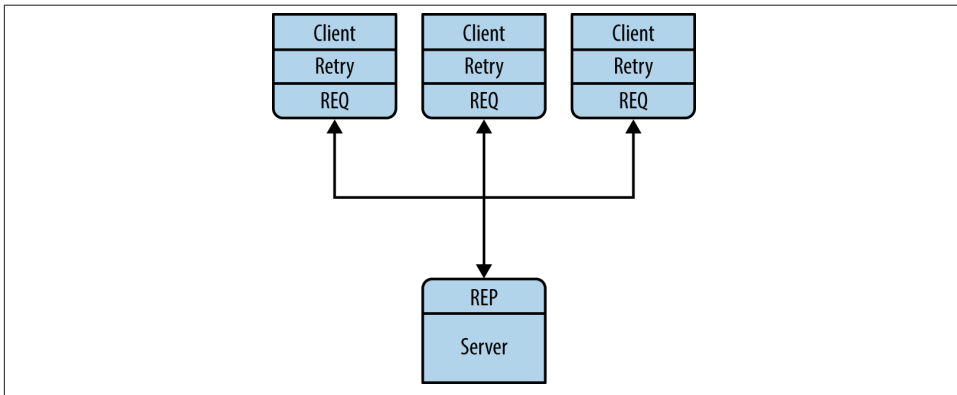 Client Client Client
Retry Retry Retry
REQ REQ REQ
REP
Server